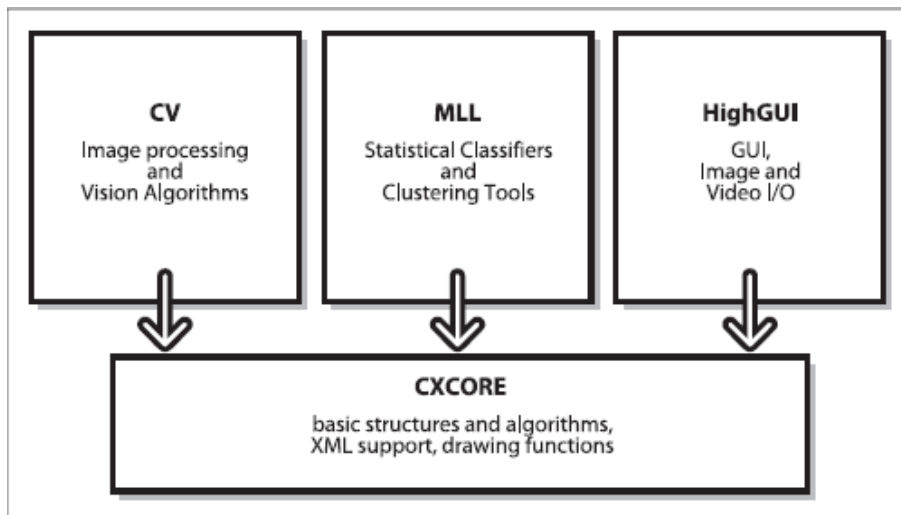 CV
Image processing
and
Vision Algorithms
MLL
Statistical Classifiers
and
Clustering Tools
HighGUI
GUI,
Image and
Video I/O
CXCORE
basic structures and algorithms,
XML support, drawing functions